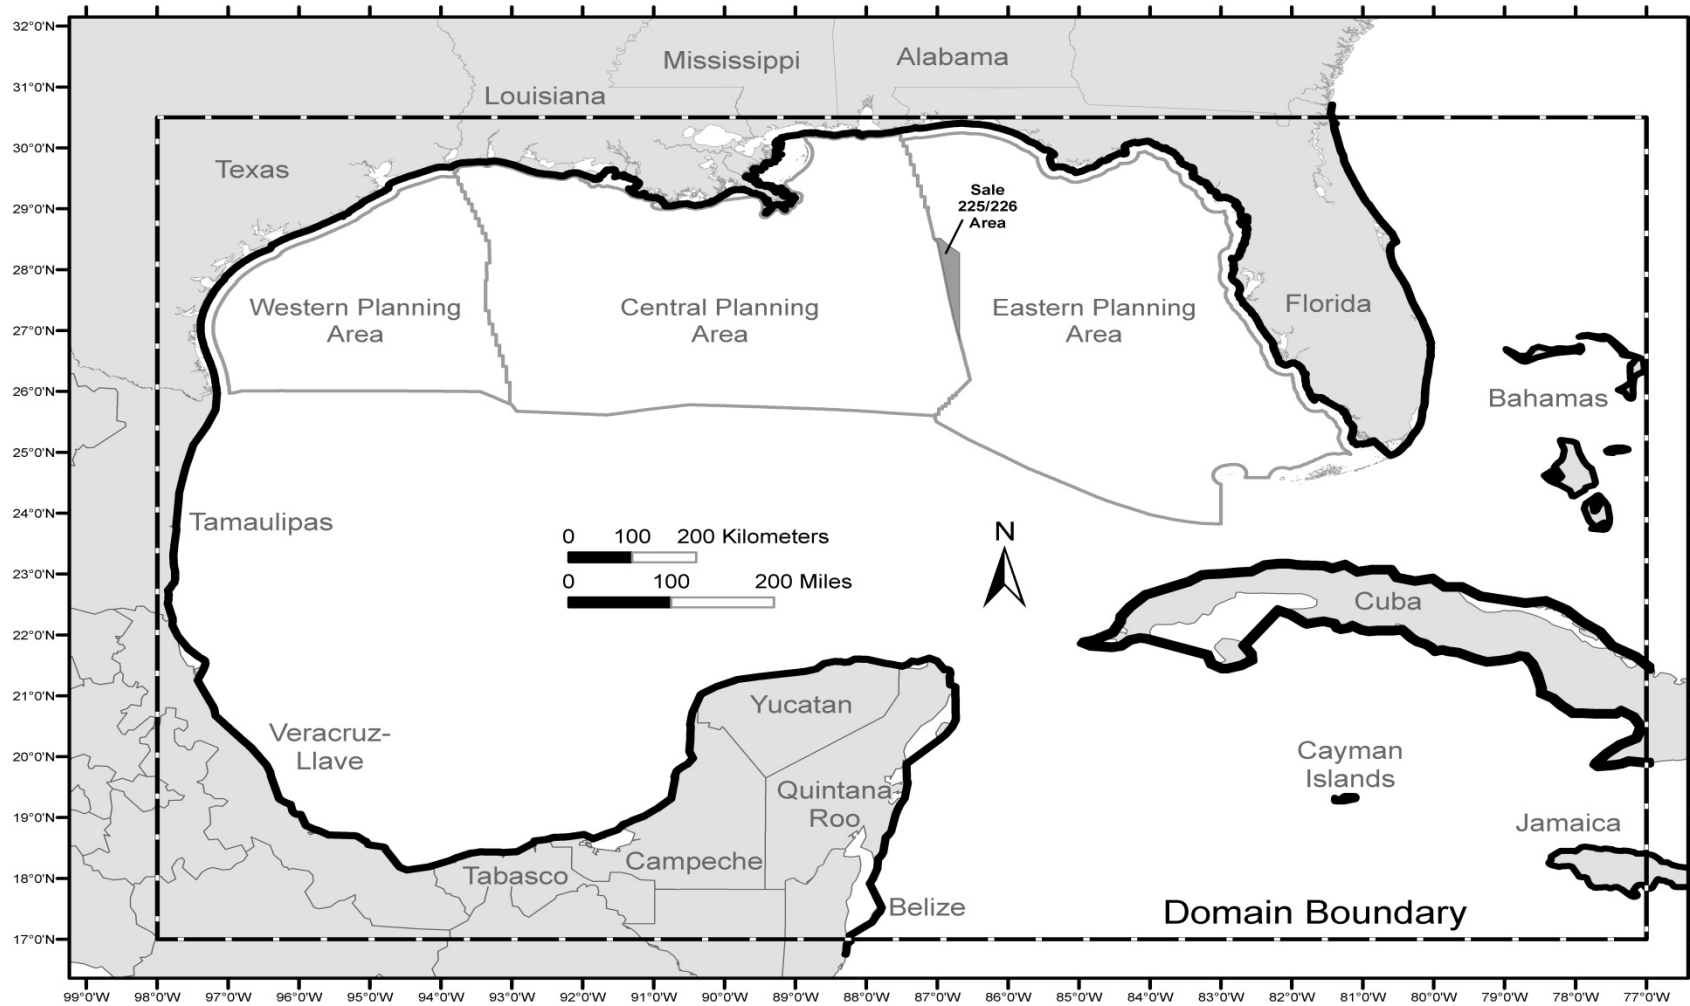 32°0'N
31°0'N
30°0'N
29°0'N
28°0'N
27°0'N
26°0'N
25°0'N
24°0'N
23°0'N
22°0'N
21°0'N
20°0'N
19°0'N
18°0'N
17°0'N
Mississippi
Alabama
Louisiana
Texas
Sale
225/226
Area
Western Planning
Area
Central Planning
Area
Eastern Planning
Area
Florida
Bahamas
Tamaulipas
0 100 200 Kilometers
0 100 200 Miles
N
Cuba
Yucatan
Veracruz-
Llave
Cayman
Islands
Quintana
Roo
Jamaica
Campeche
Tabasco
Belize
Domain Boundary
99°0'W 98°0'W 97°0'W 96°0'W 95°0'W 94°0'W 93°0'W 92°0'W 91°0'W 90°0'W 89°0'W 88°0'W 87°0'W 86°0'W 85°0'W 84°0'W 83°0'W 82°0'W 81°0'W 80°0'W 79°0'W 78°0'W 77°0'W